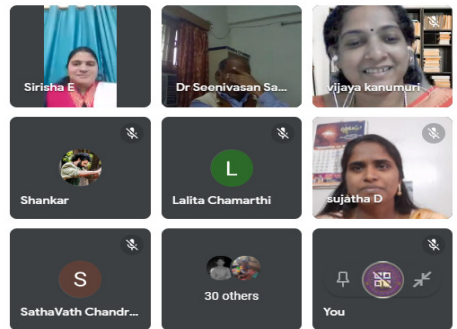 Sirisha E
Dr Seenivasan Sa...
vijaya kanumuri
Shankar
L
Lalita Chamarthi
sujatha D
S
SathaVath Chandr...
30 others
You